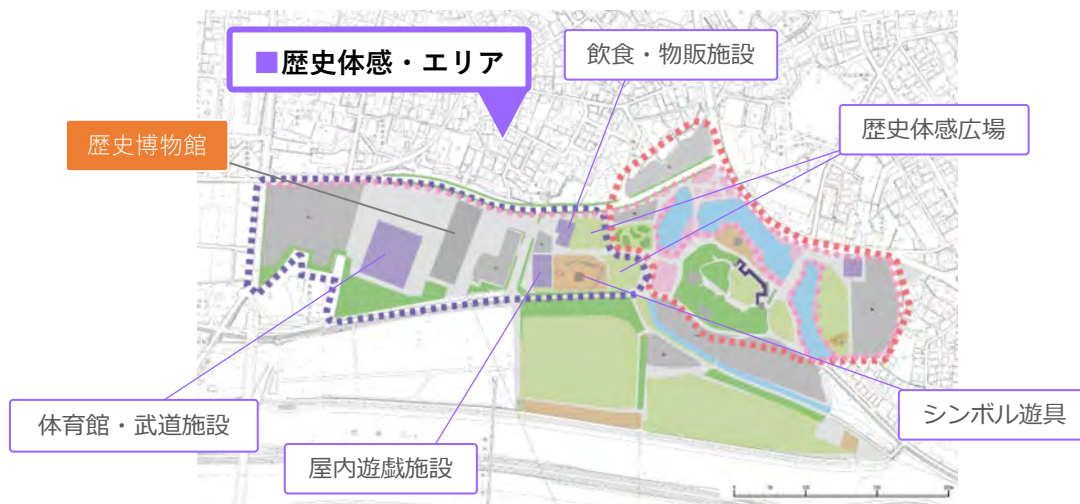 ■歴史体感・エリア
飲食・物販施設
歴史体感広場
歴史博物館
体育館・武道施設
屋内遊戯施設
シンボル遊具